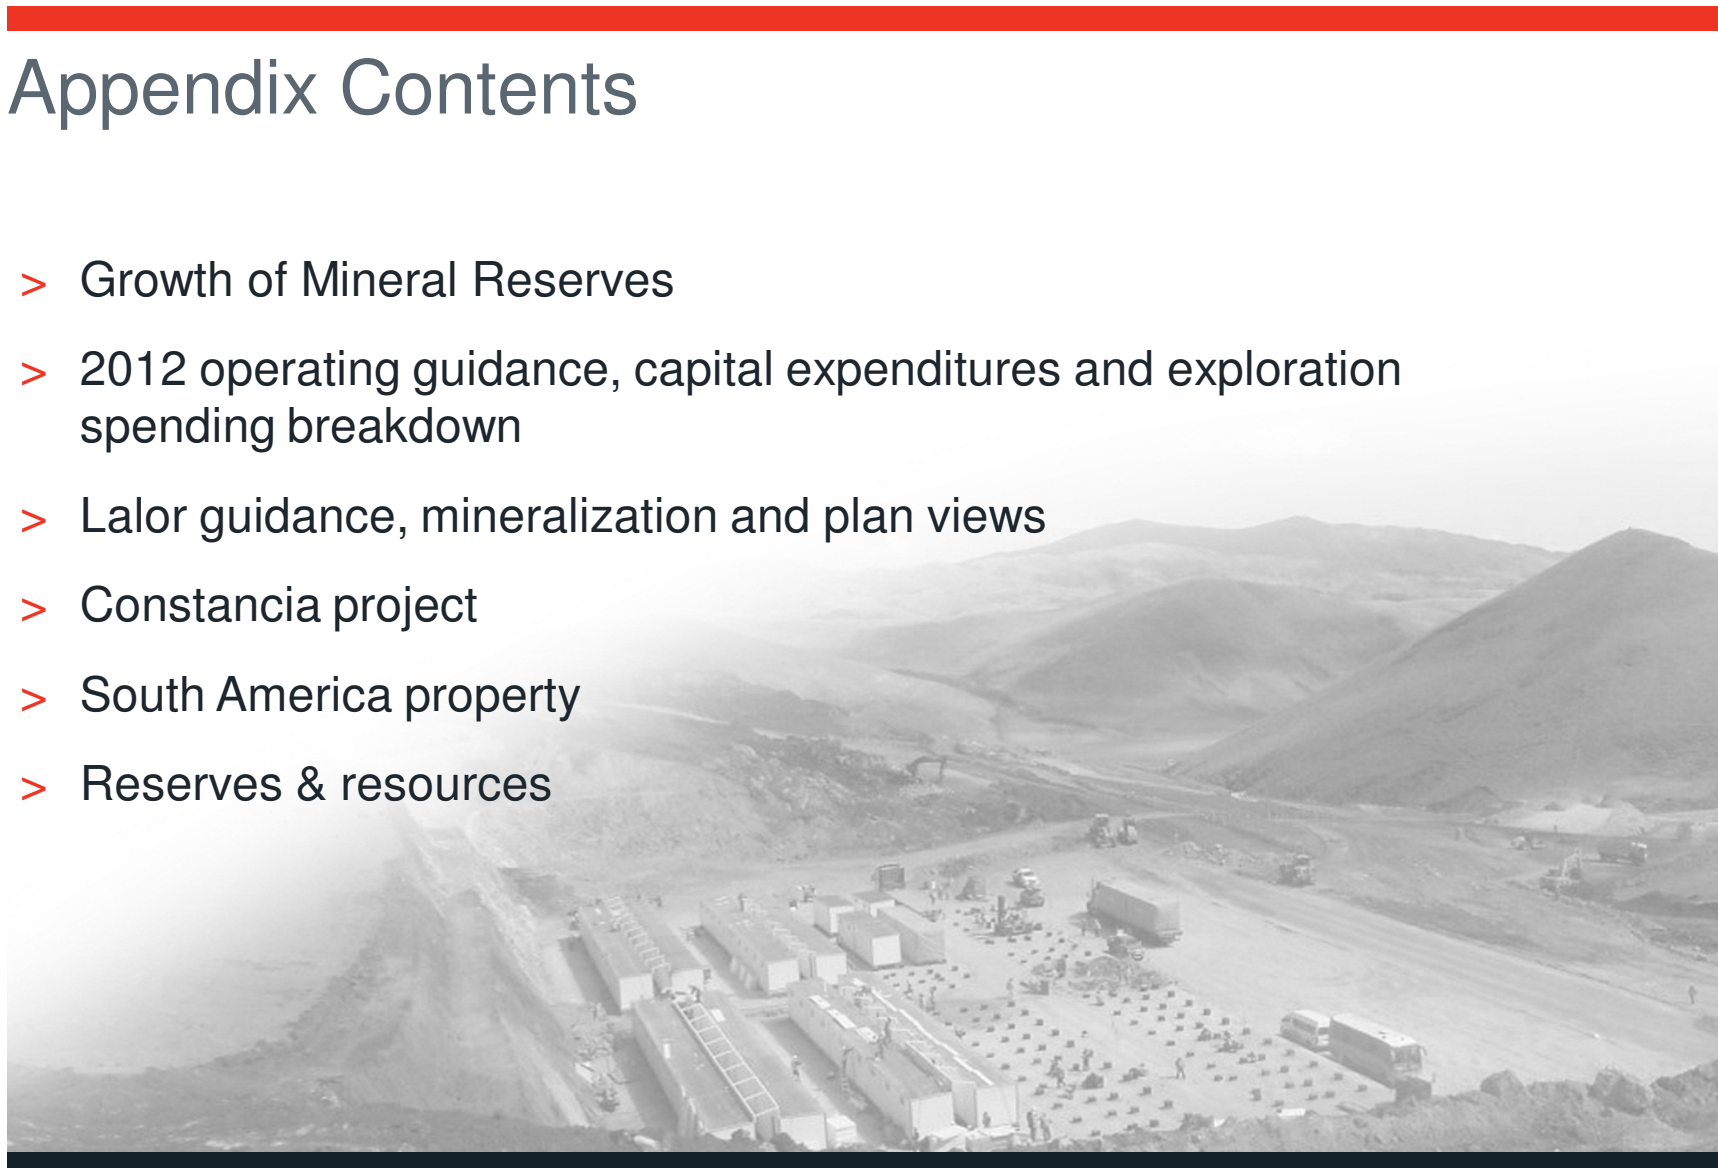 Appendix Contents
> Growth of Mineral Reserves
> 2012 operating guidance, capital expenditures and exploration
spending breakdown
> Lalor guidance, mineralization and plan views
> Constancia project
> South America property
> Reserves & resources